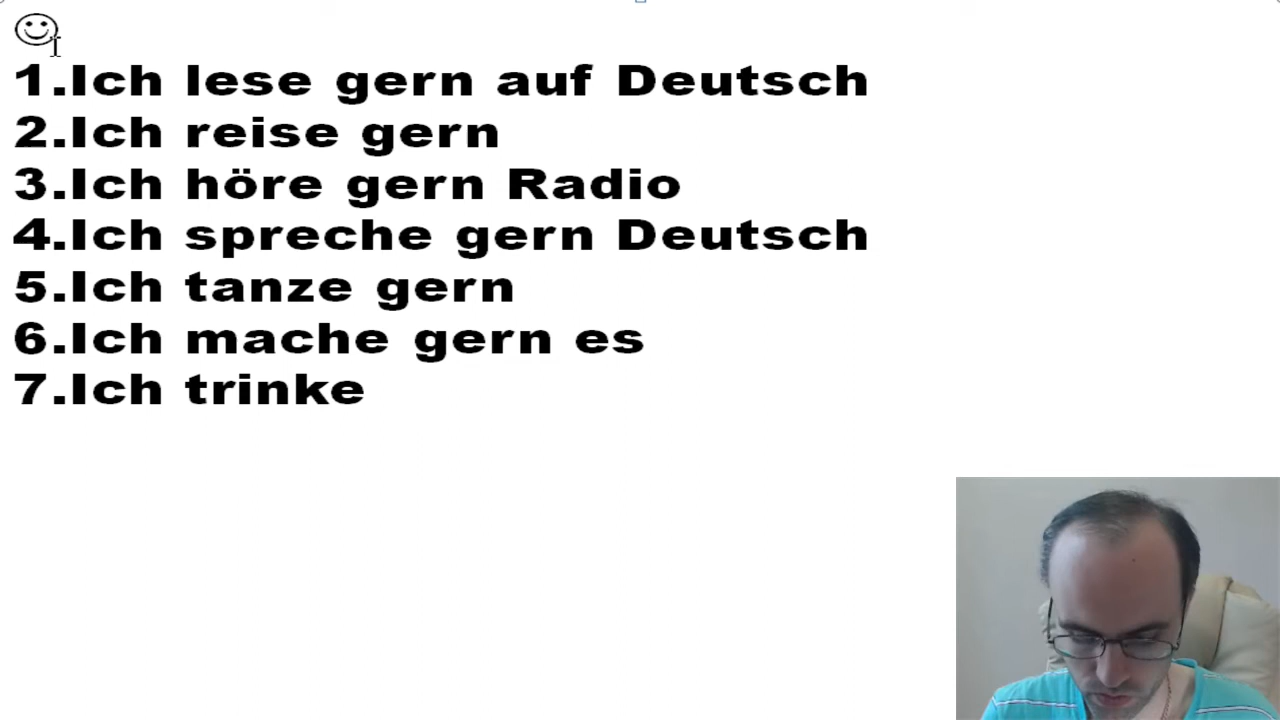 1.Ich lese gern auf Deutsch
2.Ich reise gern
3.Ich höre gern Radio
4.Ich spreche gern Deutsch
5.Ich tanze gern
6.Ich mache gern es
7.Ich trinke